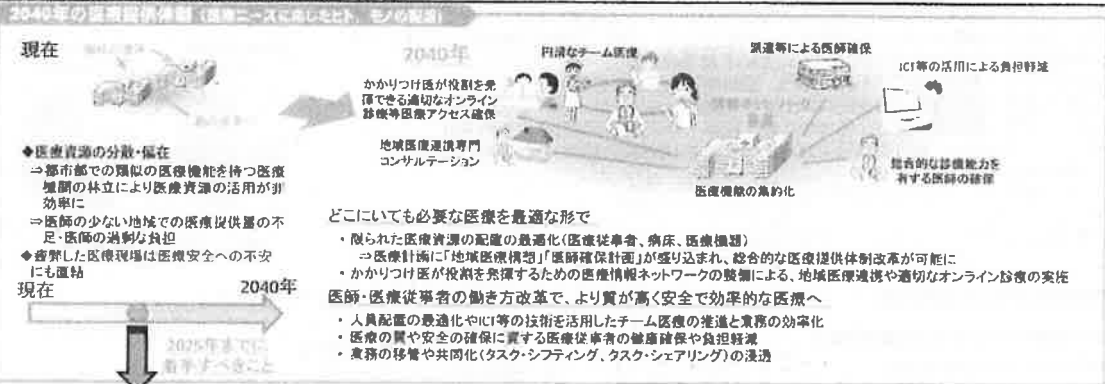 2040年の医療提供体制（医療ニーズに応じたヒト、モノの配置）
現在
2040年
円滑なチーム医療
派遣等による医師確保
ICT等の活用による負担軽減
かかりつけ医が役割を発
揮できる適切なオンライン
診療等医療アクセス確保
地域医療連携専門
コンサルテーション
医療機能の集約化
総合的な診療能力を
有する医師の確保
◆医療資源の分散・偏在
⇒都市部での類似の医療機能を持つ医療
機関の林立により医療資源の活用が非
効率に
⇒医師の少ない地域での医療提供量の不
足・医師の過剰な負担
◆疲弊した医療現場は医療安全への不安
にも直結
現在
2040年
2025年までに
着手すべきこと
どこにいても必要な医療を最適な形で
・限られた医療資源の配置の最適化（医療従事者、病床、医療機器）
⇒医療計画に「地域医療構想」「医師確保計画」が盛り込まれ、総合的な医療提供体制改革が可能に
・かかりつけ医が役割を発揮するための医療情報ネットワークの整備による、地域医療連携や適切なオンライン診療の実施
医師・医療従事者の働き方改革で、より質が高く安全で効率的な医療へ
・人員配置の最適化やICT等の技術を活用したチーム医療の推進と業務の効率化
・医療の質や安全の確保に資する医療従事者の健康確保や負担軽減
・業務の移管や共同化（タスク・シフティング、タスク・シェアリング）の浸透